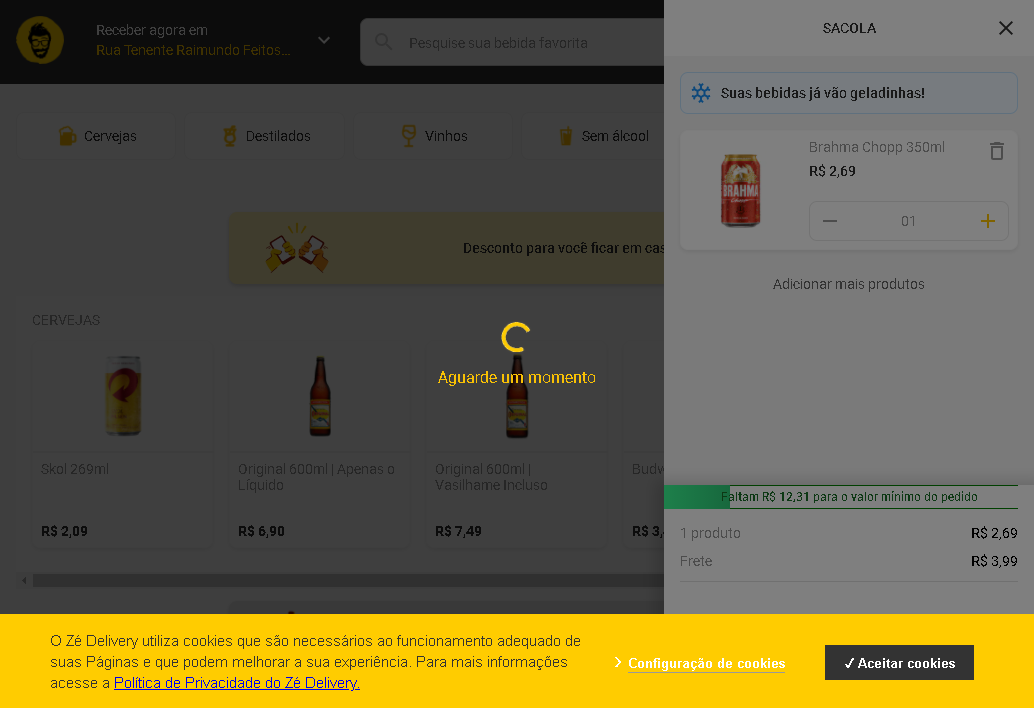 Receber agora em
Rua Tenente Raimundo Feitos...
Pesquise sua bebida favorita
Cervejas
Destilados
Vinhos
Sem álcool
Desconto para você ficar em cas
CERVEJAS
Skol 269ml
R$ 2,09
Original 600ml | Apenas o
Líquido
R$ 6,90
Original 600ml |
Vasilhame Incluso
R$ 7,49
Budw
R$ 3,
Aguarde um momento
SACOLA
Suas bebidas já vão geladinhas!
BRAHMA
Brahma Chopp 350ml
R$ 2,69
01
Adicionar mais produtos
Faltam R$ 12,31 para o valor mínimo do pedido
1 produto
R$ 2,69
Frete
R$ 3,99
O Zé Delivery utiliza cookies que são necessários ao funcionamento adequado de
suas Páginas e que podem melhorar a sua experiência. Para mais informações
acesse a Política de Privacidade do Zé Delivery.
Configuração de cookies
✓ Aceitar cookies